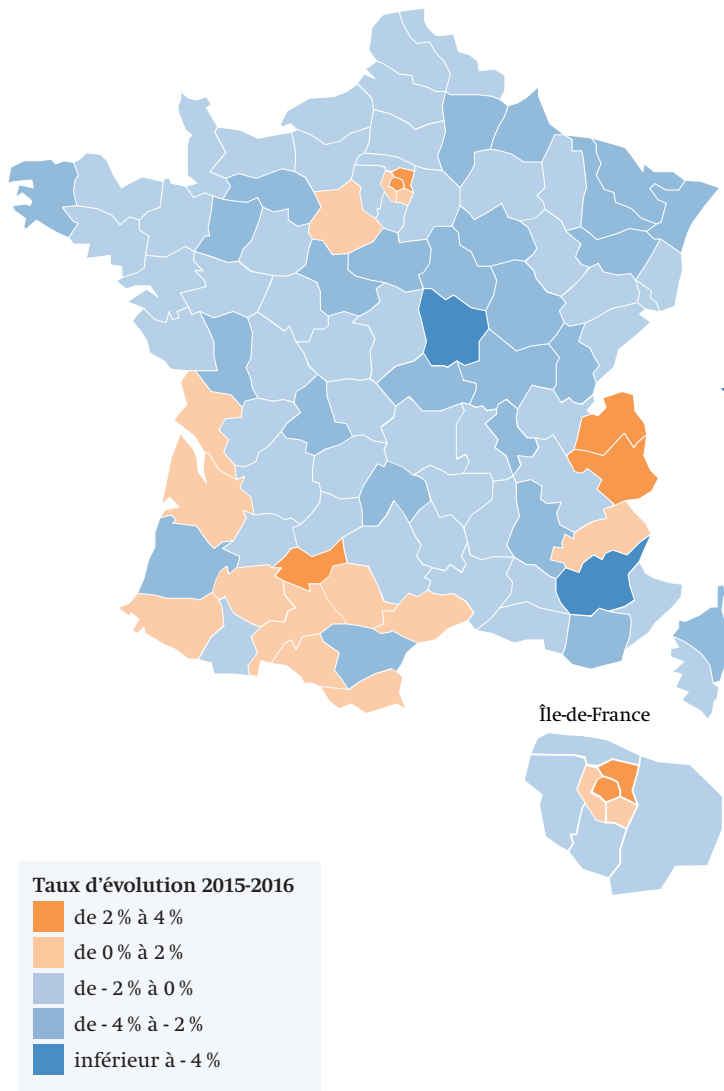 Île-de-France
Taux d'évolution 2015-2016
de 2 % à 4 %
de 0 % à 2 %
de - 2 % à 0 %
de - 4 % à - 2 %
inférieur à - 4 %